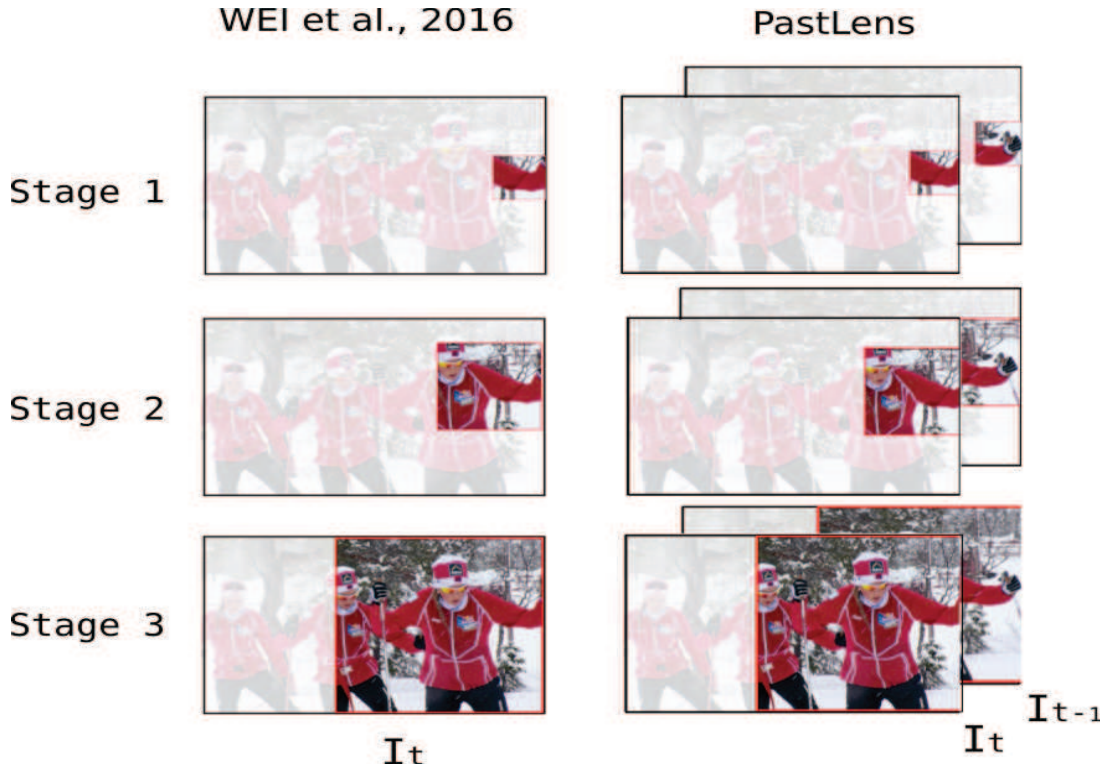 WEI et al., 2016
PastLens
Stage 1
Stage 2
Stage 3
It
It-1
It